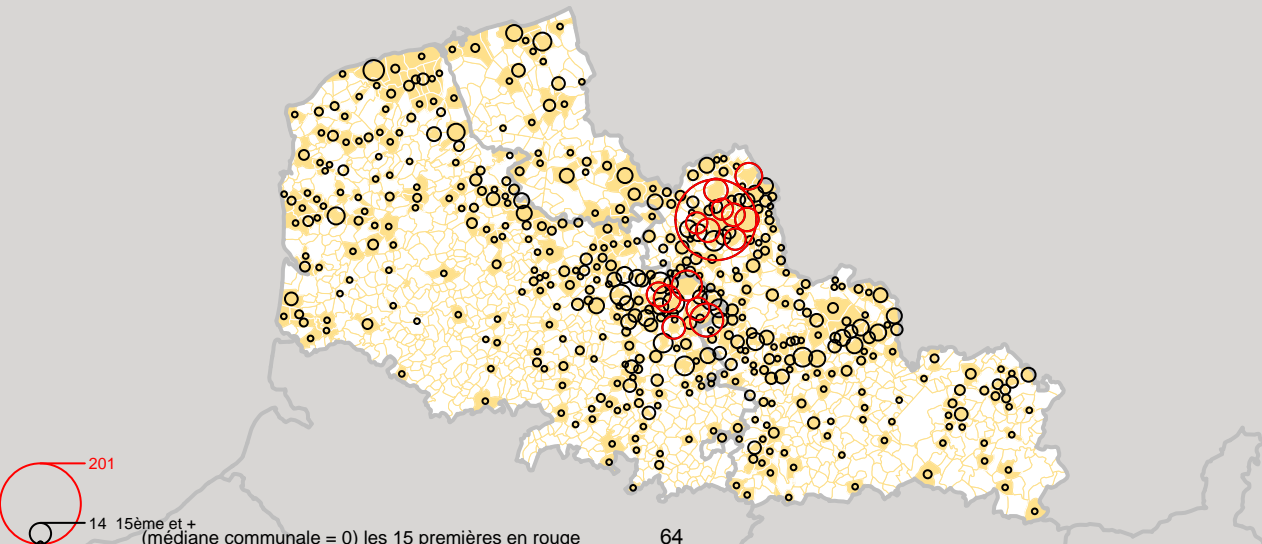 201
14 15ème et +
(médiane communale = 0) les 15 premières en rouge 64